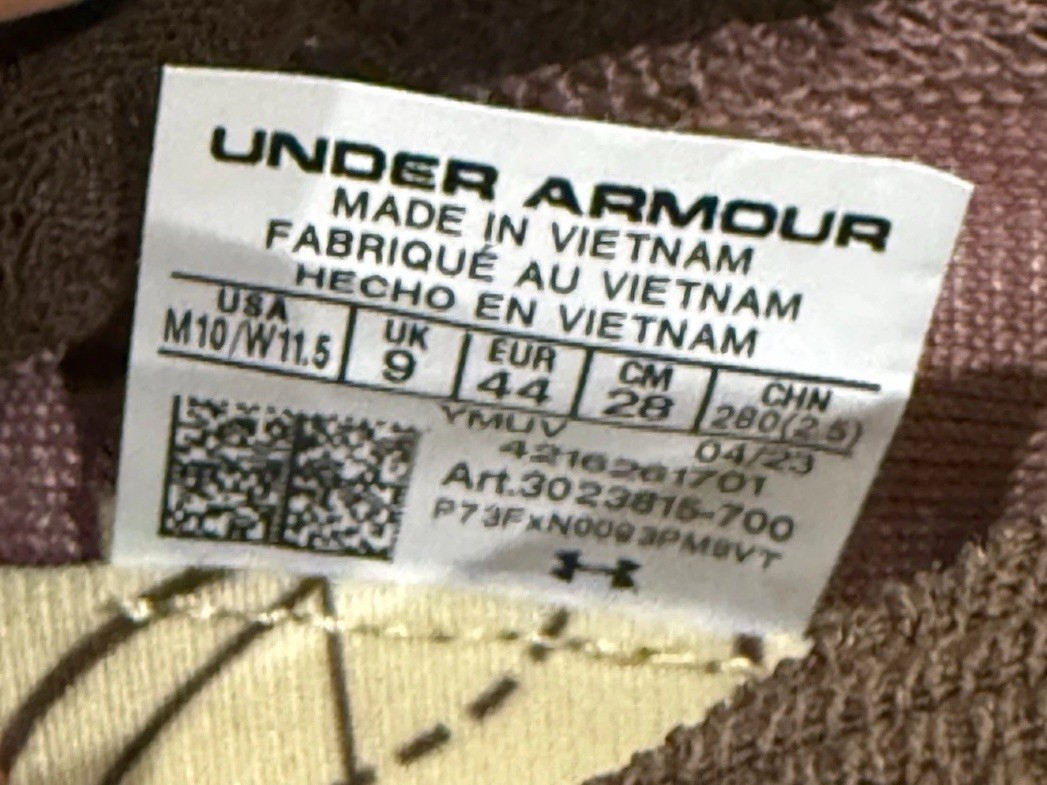 UNDER ARMOUR
MADE IN VIETNAM
FABRIQUÉ AU VIETNAM
HECHO EN VIETNAM
USA UK EUR CM CHN
M10/W11.5 9 44 28 280(2.5)
YMUV 04/23
4216261701
Art.3023815-700